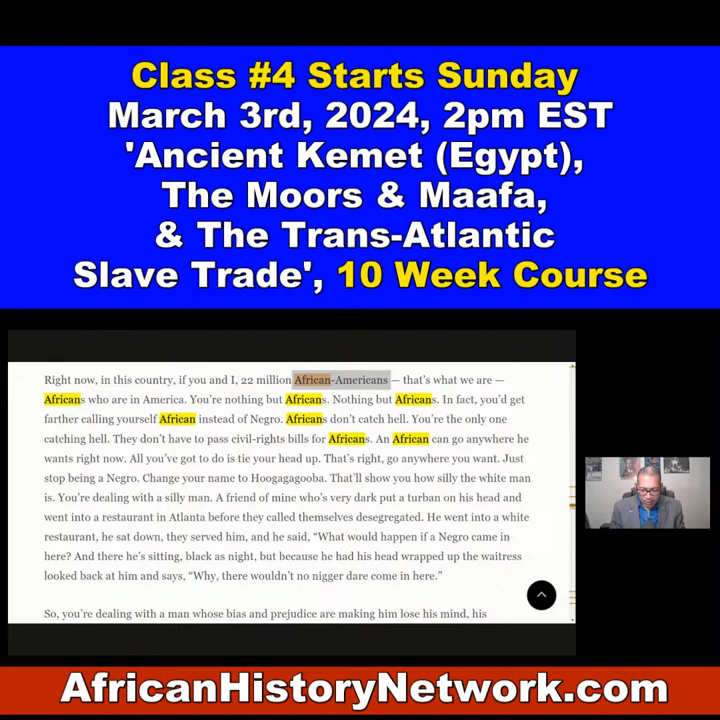 Class #4 Starts Sunday
March 3rd, 2024, 2pm EST
'Ancient Kemet (Egypt),
The Moors & Maafa,
& The Trans-Atlantic
Slave Trade', 10 Week Course
Right now, in this country, if you and I, 22 million African-Americans — that's what we are —
Africans who are in America. You're nothing but Africans. Nothing but Africans. In fact, you'd get
farther calling yourself African instead of Negro. Africans don't catch hell. You're the only one
catching hell. They don't have to pass civil-rights bills for Africans. An African can go anywhere he
wants right now. All you've got to do is tie your head up. That's right, go anywhere you want. Just
stop being a Negro. Change your name to Hoogagagooba. That'll show you how silly the white man
is. You're dealing with a silly man. A friend of mine who's very dark put a turban on his head and
went into a restaurant in Atlanta before they called themselves desegregated. He went into a white
restaurant, he sat down, they served him, and he said, “What would happen if a Negro came in
here? And there he's sitting, black as night, but because he had his head wrapped up the waitress
looked back at him and says, “Why, there wouldn't no nigger dare come in here.”
So, you're dealing with a man whose bias and prejudice are making him lose his mind, his
AfricanHistoryNetwork.com